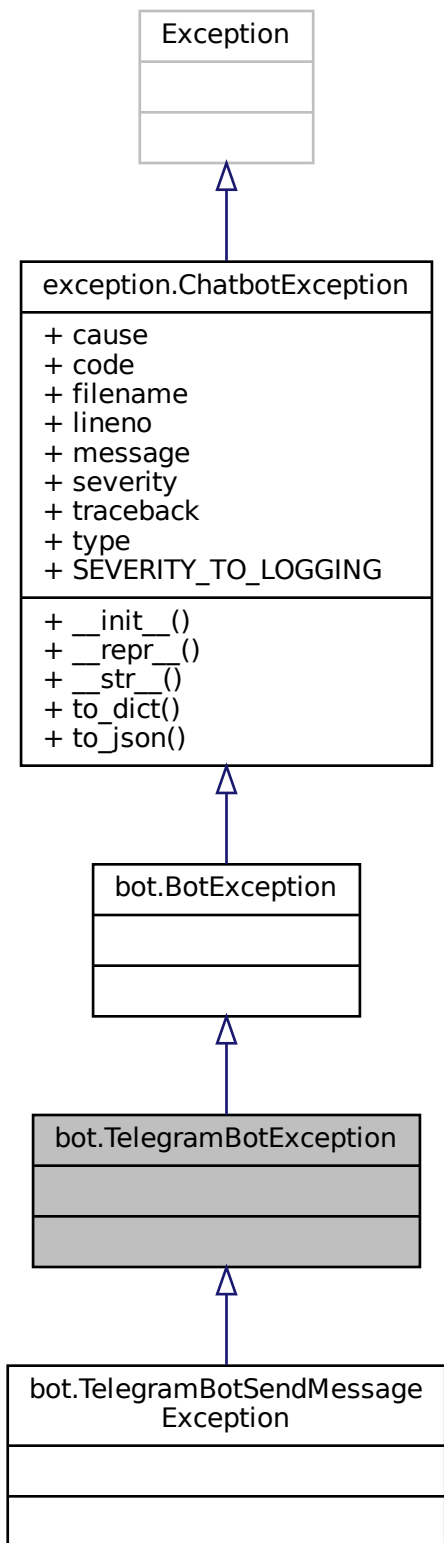 Exception
exception.ChatbotException
+ cause
+ code
+ filename
+ lineno
+ message
+ severity
+ traceback
+ type
+ SEVERITY_TO_LOGGING
+ __init__()
+ __repr__()
+ __str__()
+ to_dict()
+ to_json()
bot.BotException
bot.TelegramBotException
bot.TelegramBotSendMessage
Exception